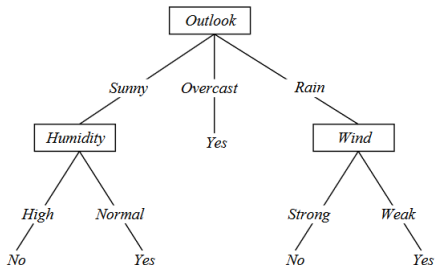 Outlook
Sunny Overcast Rain
Humidity Yes Wind
High Normal Strong Weak
No Yes No Yes